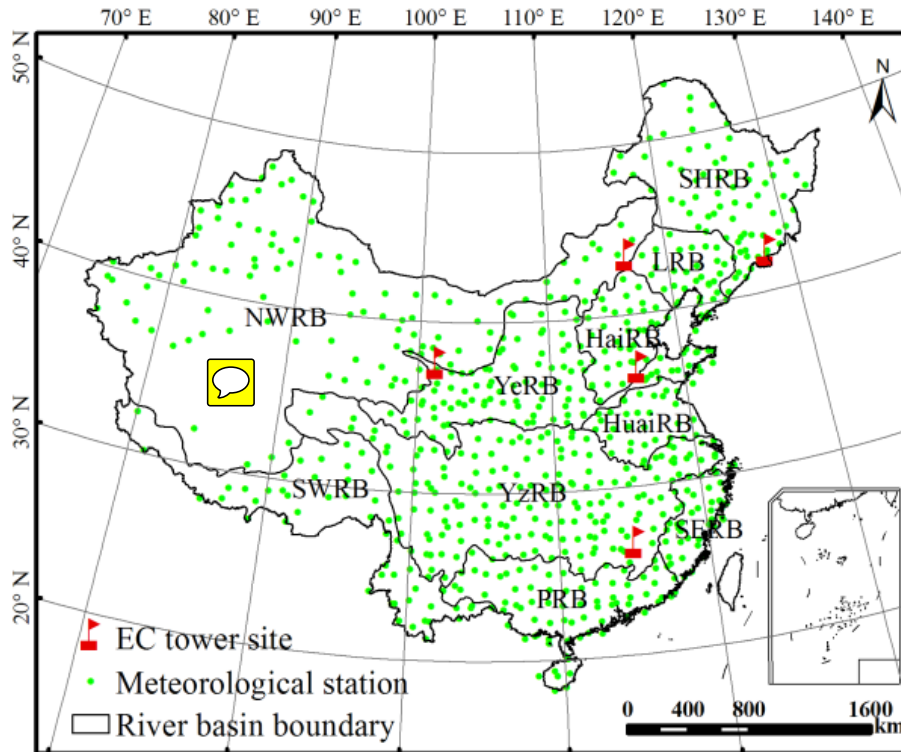 70° E 80° E 90° E 100° E 110° E 120° E 130° E 140° E
50° N
40° N
30° N
20° N
N
SHRB
LRB
NWRB
HaiRB
YeRB
HuaiRB
SWRB
YzRB
SERB
PRB
EC tower site
Meteorological station
River basin boundary
0 400 800 1600
km